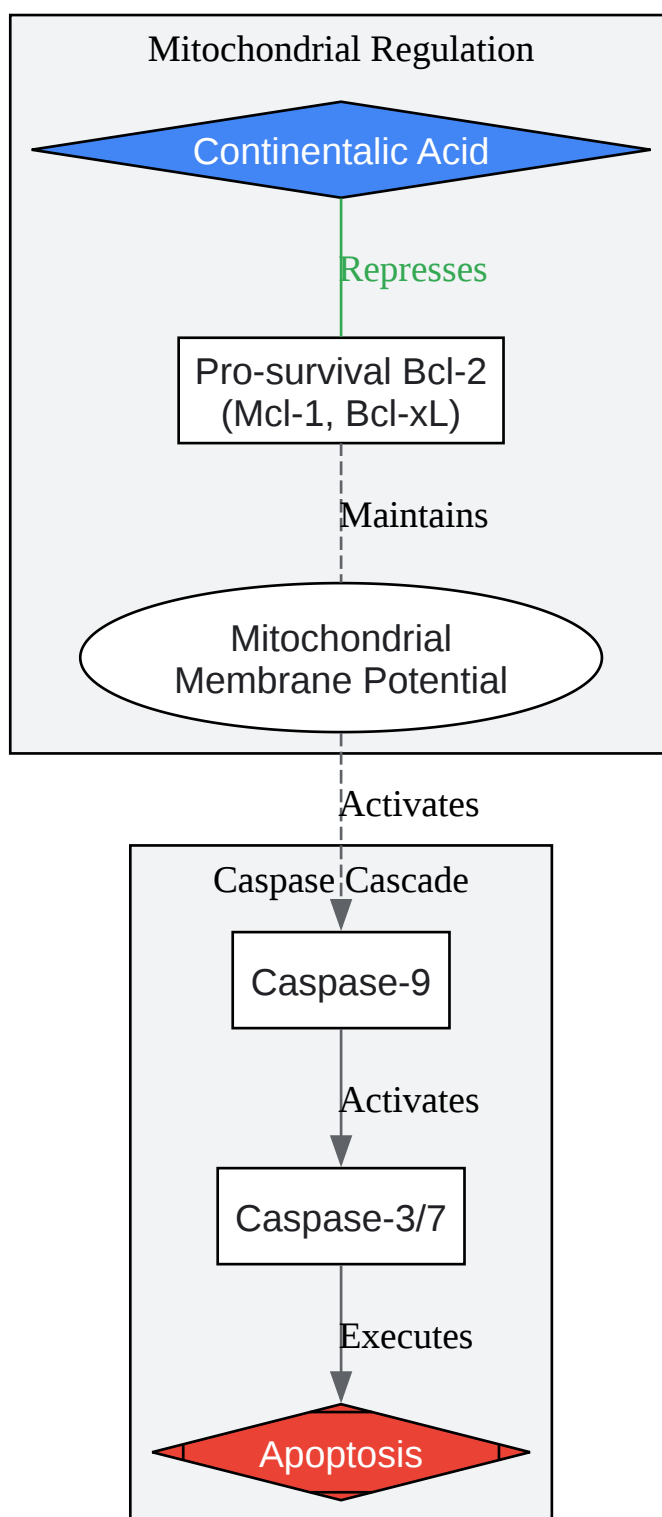 Mitochondrial Regulation
Continentalic Acid
Represses
Pro-survival Bcl-2
(Mcl-1, Bcl-xL)
Maintains
Mitochondrial
Membrane Potential
Activates
Caspase Cascade
Caspase-9
Activates
Caspase-3/7
Executes
Apoptosis